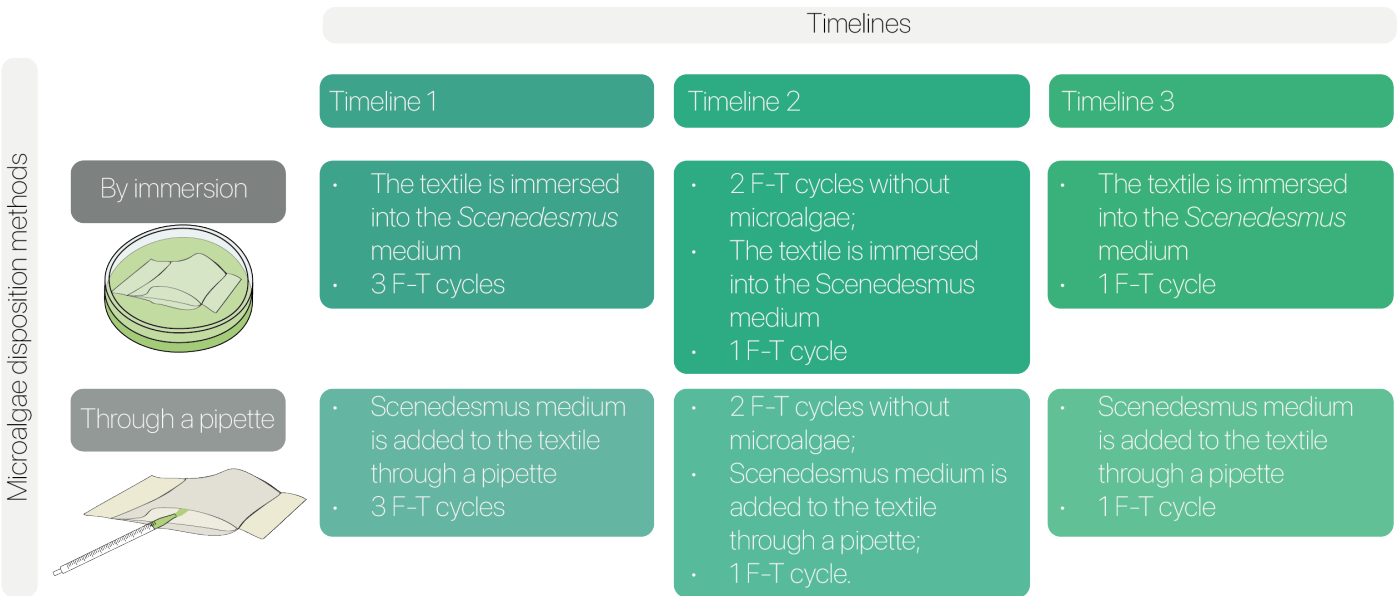 Timelines
Microalgae disposition methods
Timeline 1
Timeline 2
Timeline 3
By immersion
· The textile is immersed
into the Scenedesmus
medium
· 3 F-T cycles
· 2 F-T cycles without
microalgae;
· The textile is immersed
into the Scenedesmus
medium
· 1 F-T cycle
· The textile is immersed
into the Scenedesmus
medium
· 1 F-T cycle
Through a pipette
· Scenedesmus medium
is added to the textile
through a pipette
· 3 F-T cycles
· 2 F-T cycles without
microalgae;
· Scenedesmus medium is
added to the textile
through a pipette;
· 1 F-T cycle.
· Scenedesmus medium
is added to the textile
through a pipette
· 1 F-T cycle